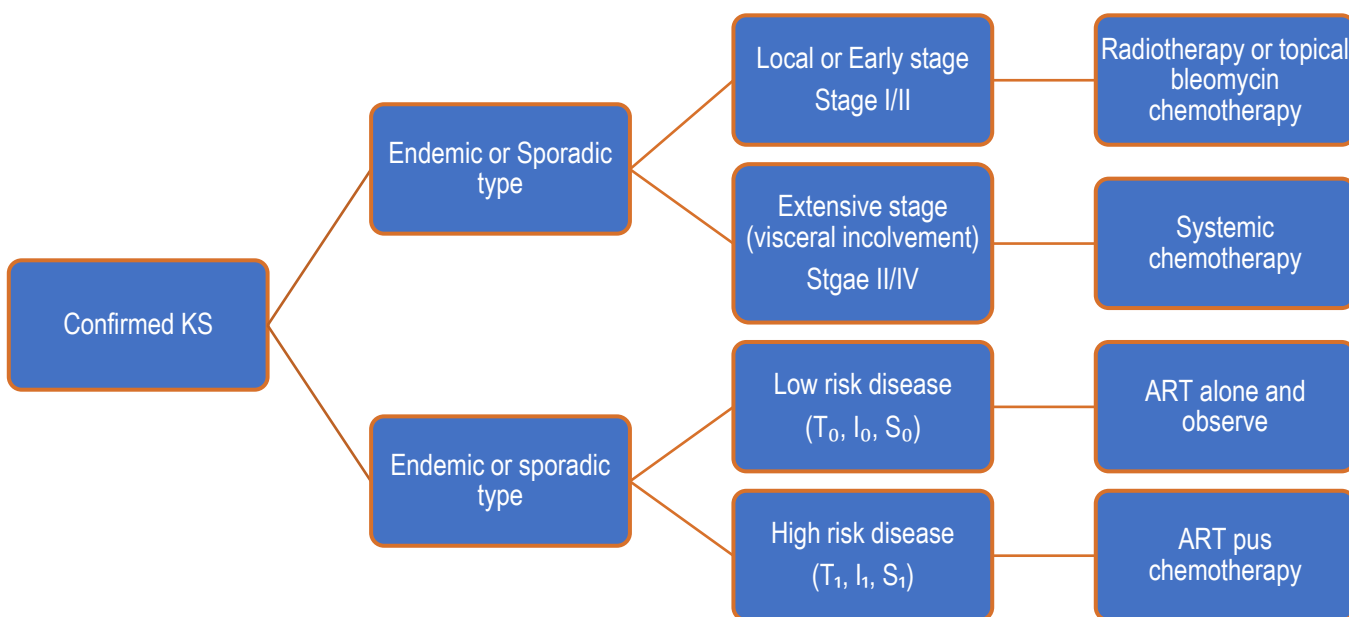 Confirmed KS
Endemic or Sporadic
type
Local or Early stage
Stage I/II
Radiotherapy or topical
bleomycin
chemotherapy
Extensive stage
(visceral incolvement)
Stgae II/IV
Systemic
chemotherapy
Endemic or sporadic
type
Low risk disease
(T₀, I₀, S₀)
ART alone and
observe
High risk disease
(T₁, I₁, S₁)
ART pus
chemotherapy